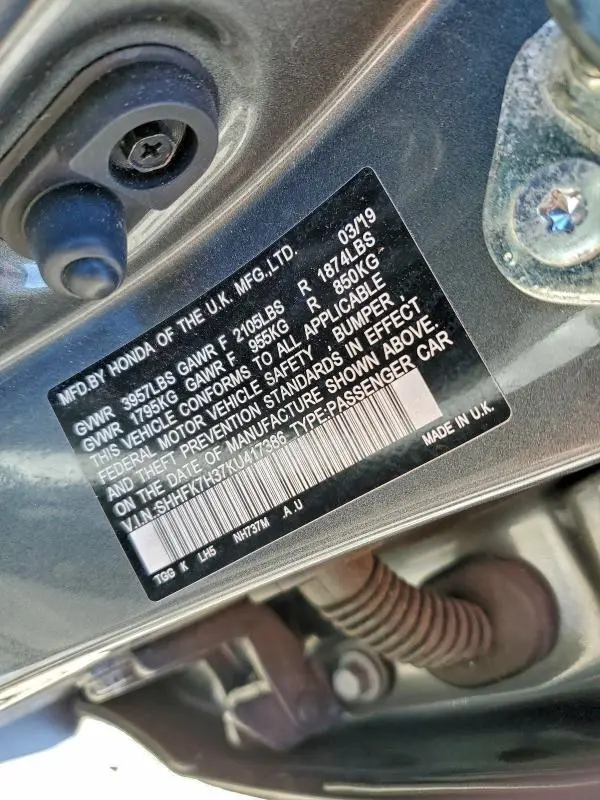 MFD.BY HONDA OF THE U.K. MFG.,LTD. 03/19
GVWR 3957LBS GAWR F 2105LBS R 1874LBS
GVWR 1795KG GAWR F 955KG R 850KG
THIS VEHICLE CONFORMS TO ALL APPLICABLE
FEDERAL MOTOR VEHICLE SAFETY , BUMPER ,
AND THEFT PREVENTION STANDARDS IN EFFECT
ON THE DATE OF MANUFACTURE SHOWN ABOVE.
V.I.N:SHHFK7H37KU417386 TYPE:PASSENGER CAR
TGG K LH5 NH737M .A.U MADE IN U.K.